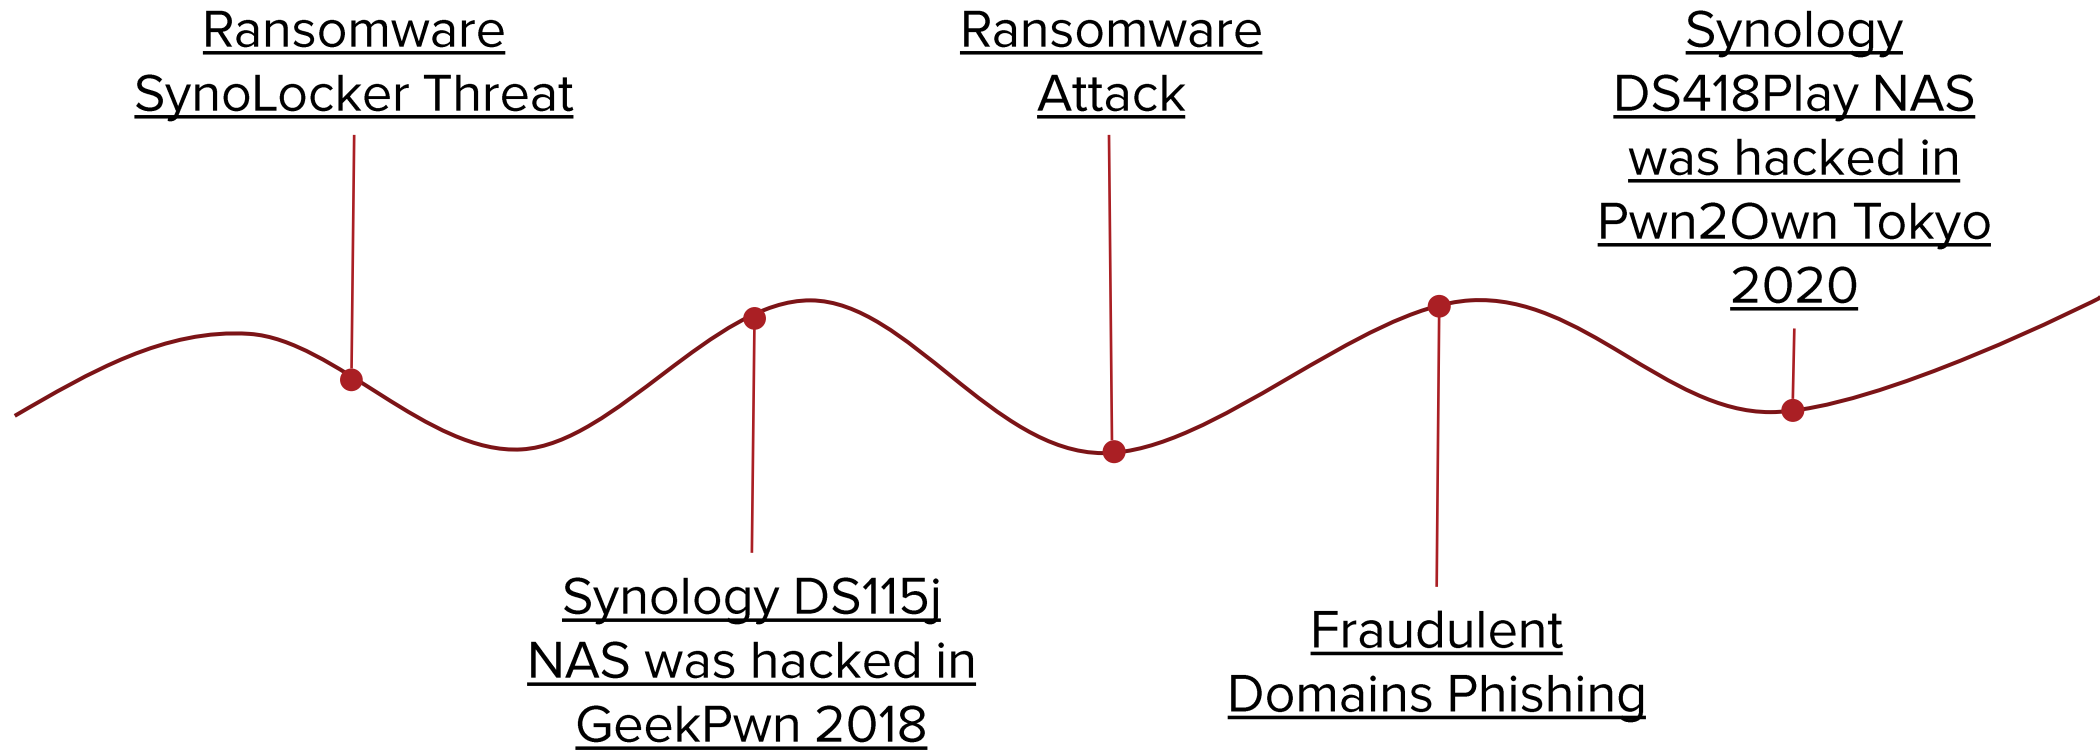 Ransomware
SynoLocker Threat
Synology DS115j
NAS was hacked in
GeekPwn 2018
Ransomware
Attack
Fraudulent
Domains Phishing
Synology
DS418Play NAS
was hacked in
Pwn2Own Tokyo
2020